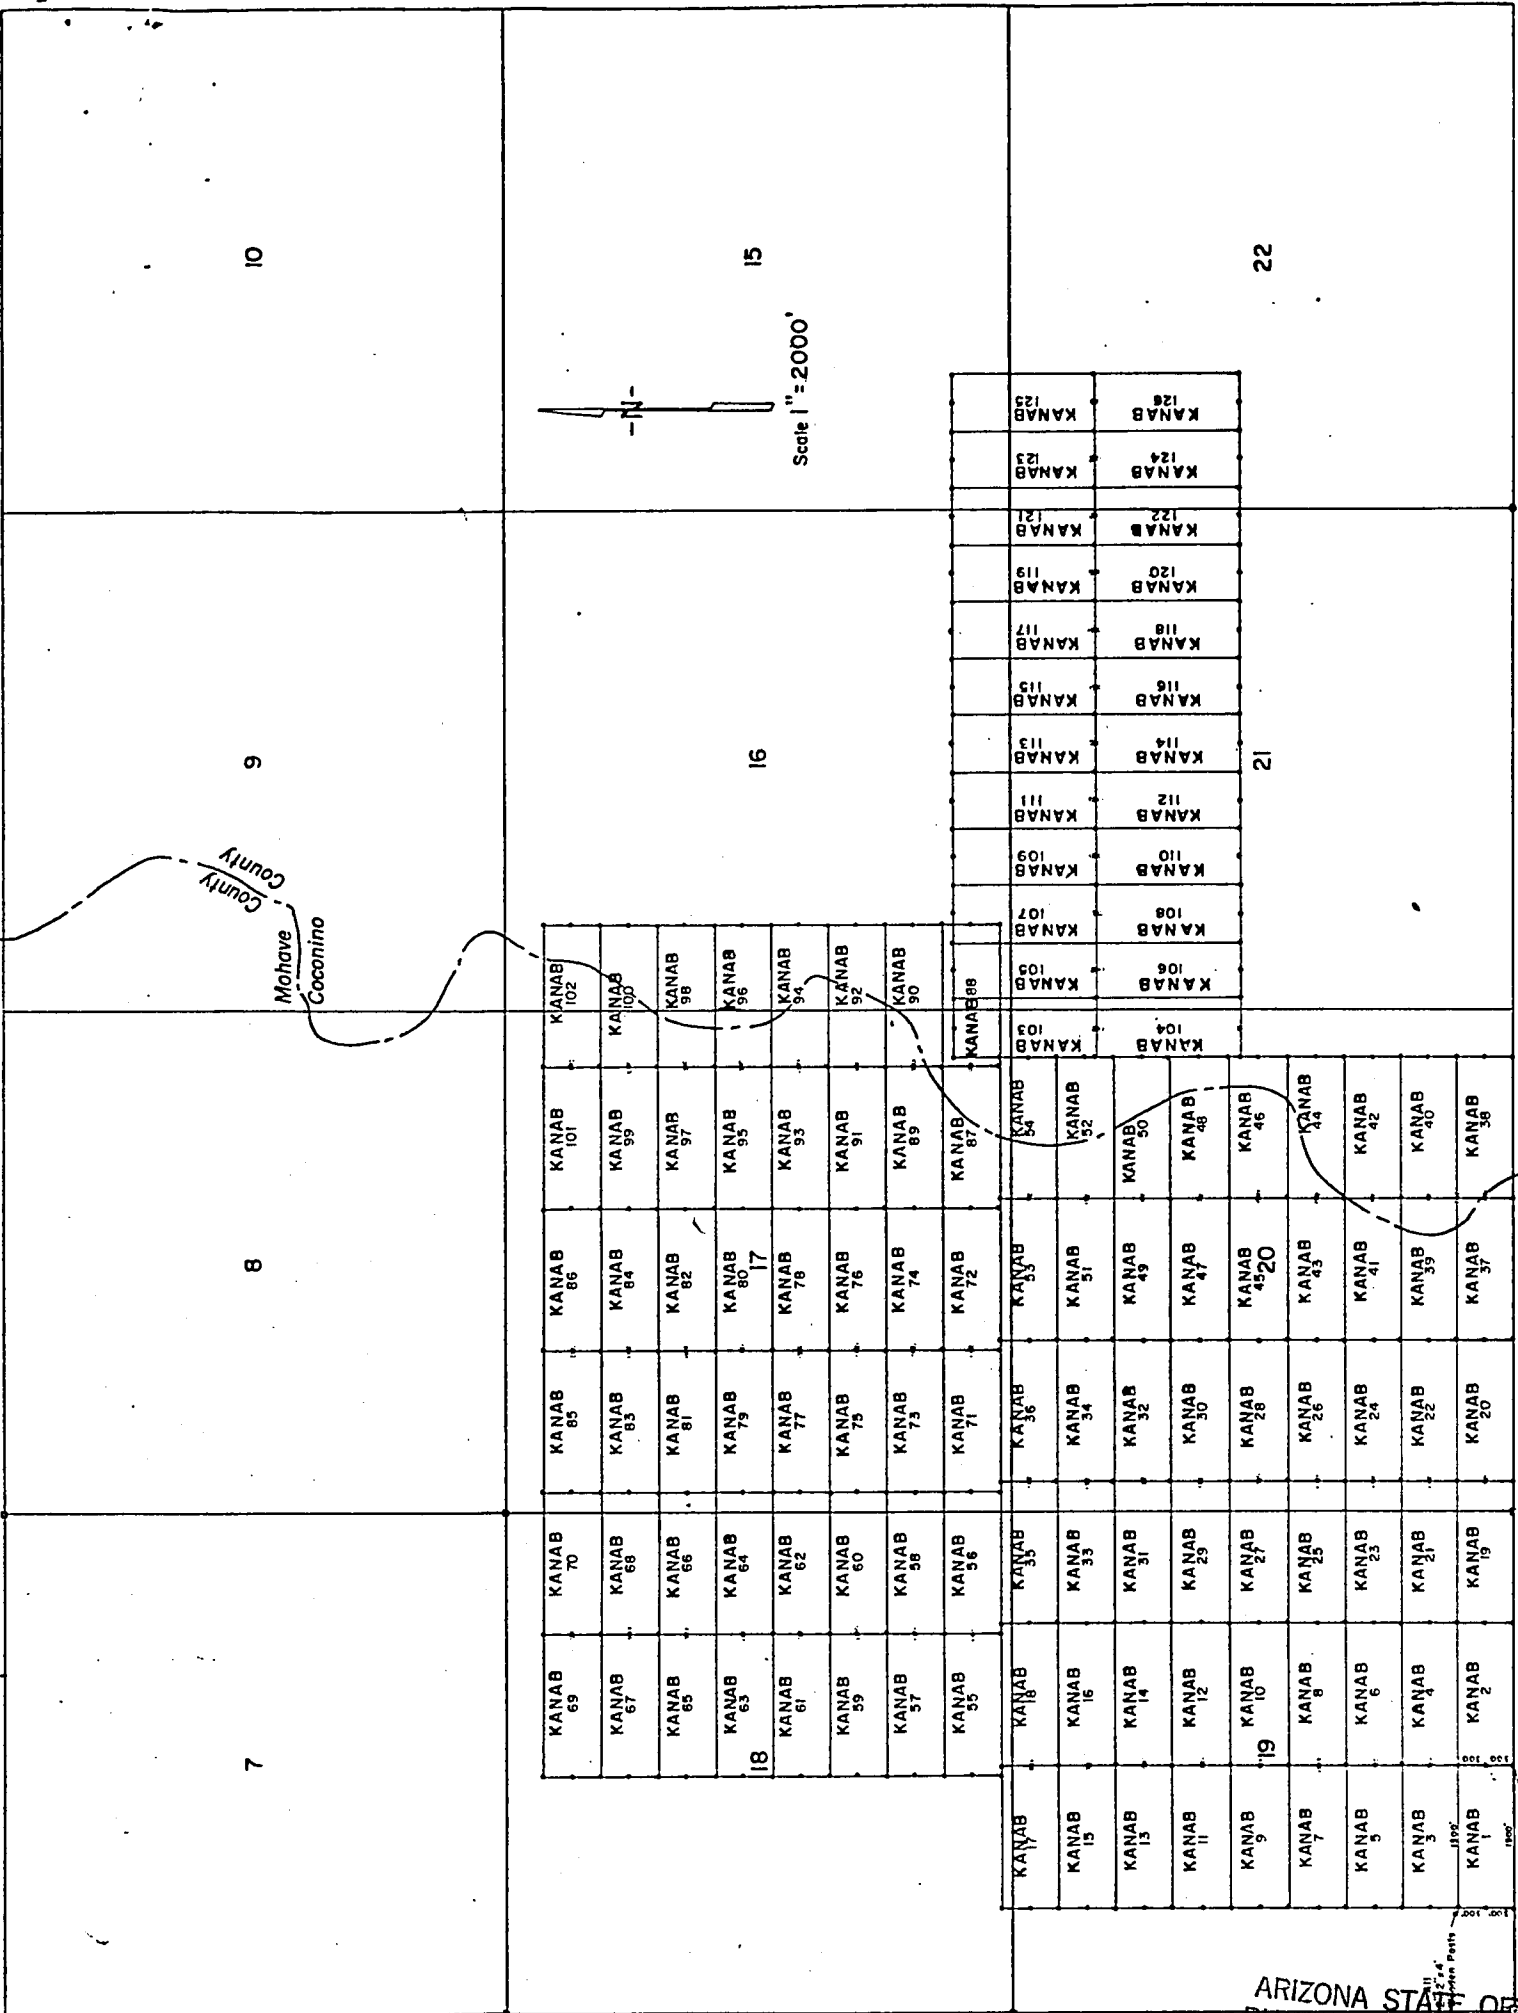 10
15
22
Scale 1" = 2000'
-N-
KANAB
125
KANAB
126
KANAB
123
KANAB
124
KANAB
121
KANAB
122
KANAB
119
KANAB
120
KANAB
117
KANAB
118
KANAB
115
KANAB
116
KANAB
113
KANAB
114
KANAB
111
KANAB
112
KANAB
109
KANAB
110
KANAB
107
KANAB
108
KANAB
105
KANAB
106
KANAB
103
KANAB
104
9
16
21
Mohave County
Coconino County
KANAB
102
KANAB
100
KANAB
98
KANAB
96
KANAB
94
KANAB
92
KANAB
90
KANAB 88
KANAB
101
KANAB
99
KANAB
97
KANAB
95
KANAB
93
KANAB
91
KANAB
89
KANAB
87
KANAB
54
KANAB
52
KANAB
50
KANAB
48
KANAB
46
KANAB
44
KANAB
42
KANAB
40
KANAB
38
8
KANAB
86
KANAB
84
KANAB
82
KANAB
80
17
KANAB
78
KANAB
76
KANAB
74
KANAB
72
KANAB
53
KANAB
51
KANAB
49
KANAB
47
KANAB
45
20
KANAB
43
KANAB
41
KANAB
39
KANAB
37
KANAB
85
KANAB
83
KANAB
81
KANAB
79
KANAB
77
KANAB
75
KANAB
73
KANAB
71
KANAB
36
KANAB
34
KANAB
32
KANAB
30
KANAB
28
KANAB
26
KANAB
24
KANAB
22
KANAB
20
KANAB
70
KANAB
68
KANAB
66
KANAB
64
KANAB
62
KANAB
60
KANAB
58
KANAB
56
KANAB
35
KANAB
33
KANAB
31
KANAB
29
KANAB
27
KANAB
25
KANAB
23
KANAB
21
KANAB
19
7
KANAB
69
KANAB
67
KANAB
65
KANAB
63
18
KANAB
61
KANAB
59
KANAB
57
KANAB
55
KANAB
18
KANAB
16
KANAB
14
KANAB
12
KANAB
10
19
KANAB
8
KANAB
6
KANAB
4
KANAB
2
300' 300'
KANAB
17
KANAB
15
KANAB
13
KANAB
11
KANAB
9
KANAB
7
KANAB
5
KANAB
3
1500'
KANAB
1
1500'
300' 300'
Posts
ARIZONA STATE